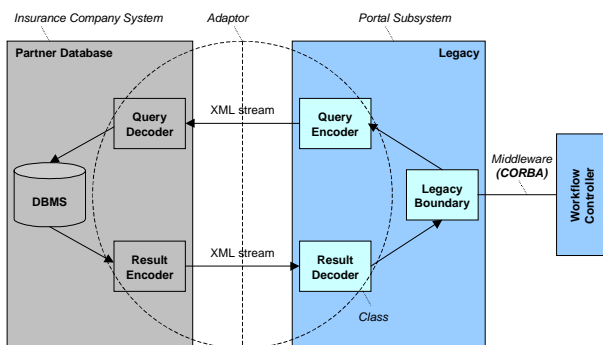 Insurance Company System
Adaptor
Portal Subsystem
Partner Database
Legacy
Query
Decoder
XML stream
Query
Encoder
Middleware
(CORBA)
DBMS
Legacy
Boundary
Workflow
Controller
Result
Encoder
XML stream
Result
Decoder
Class